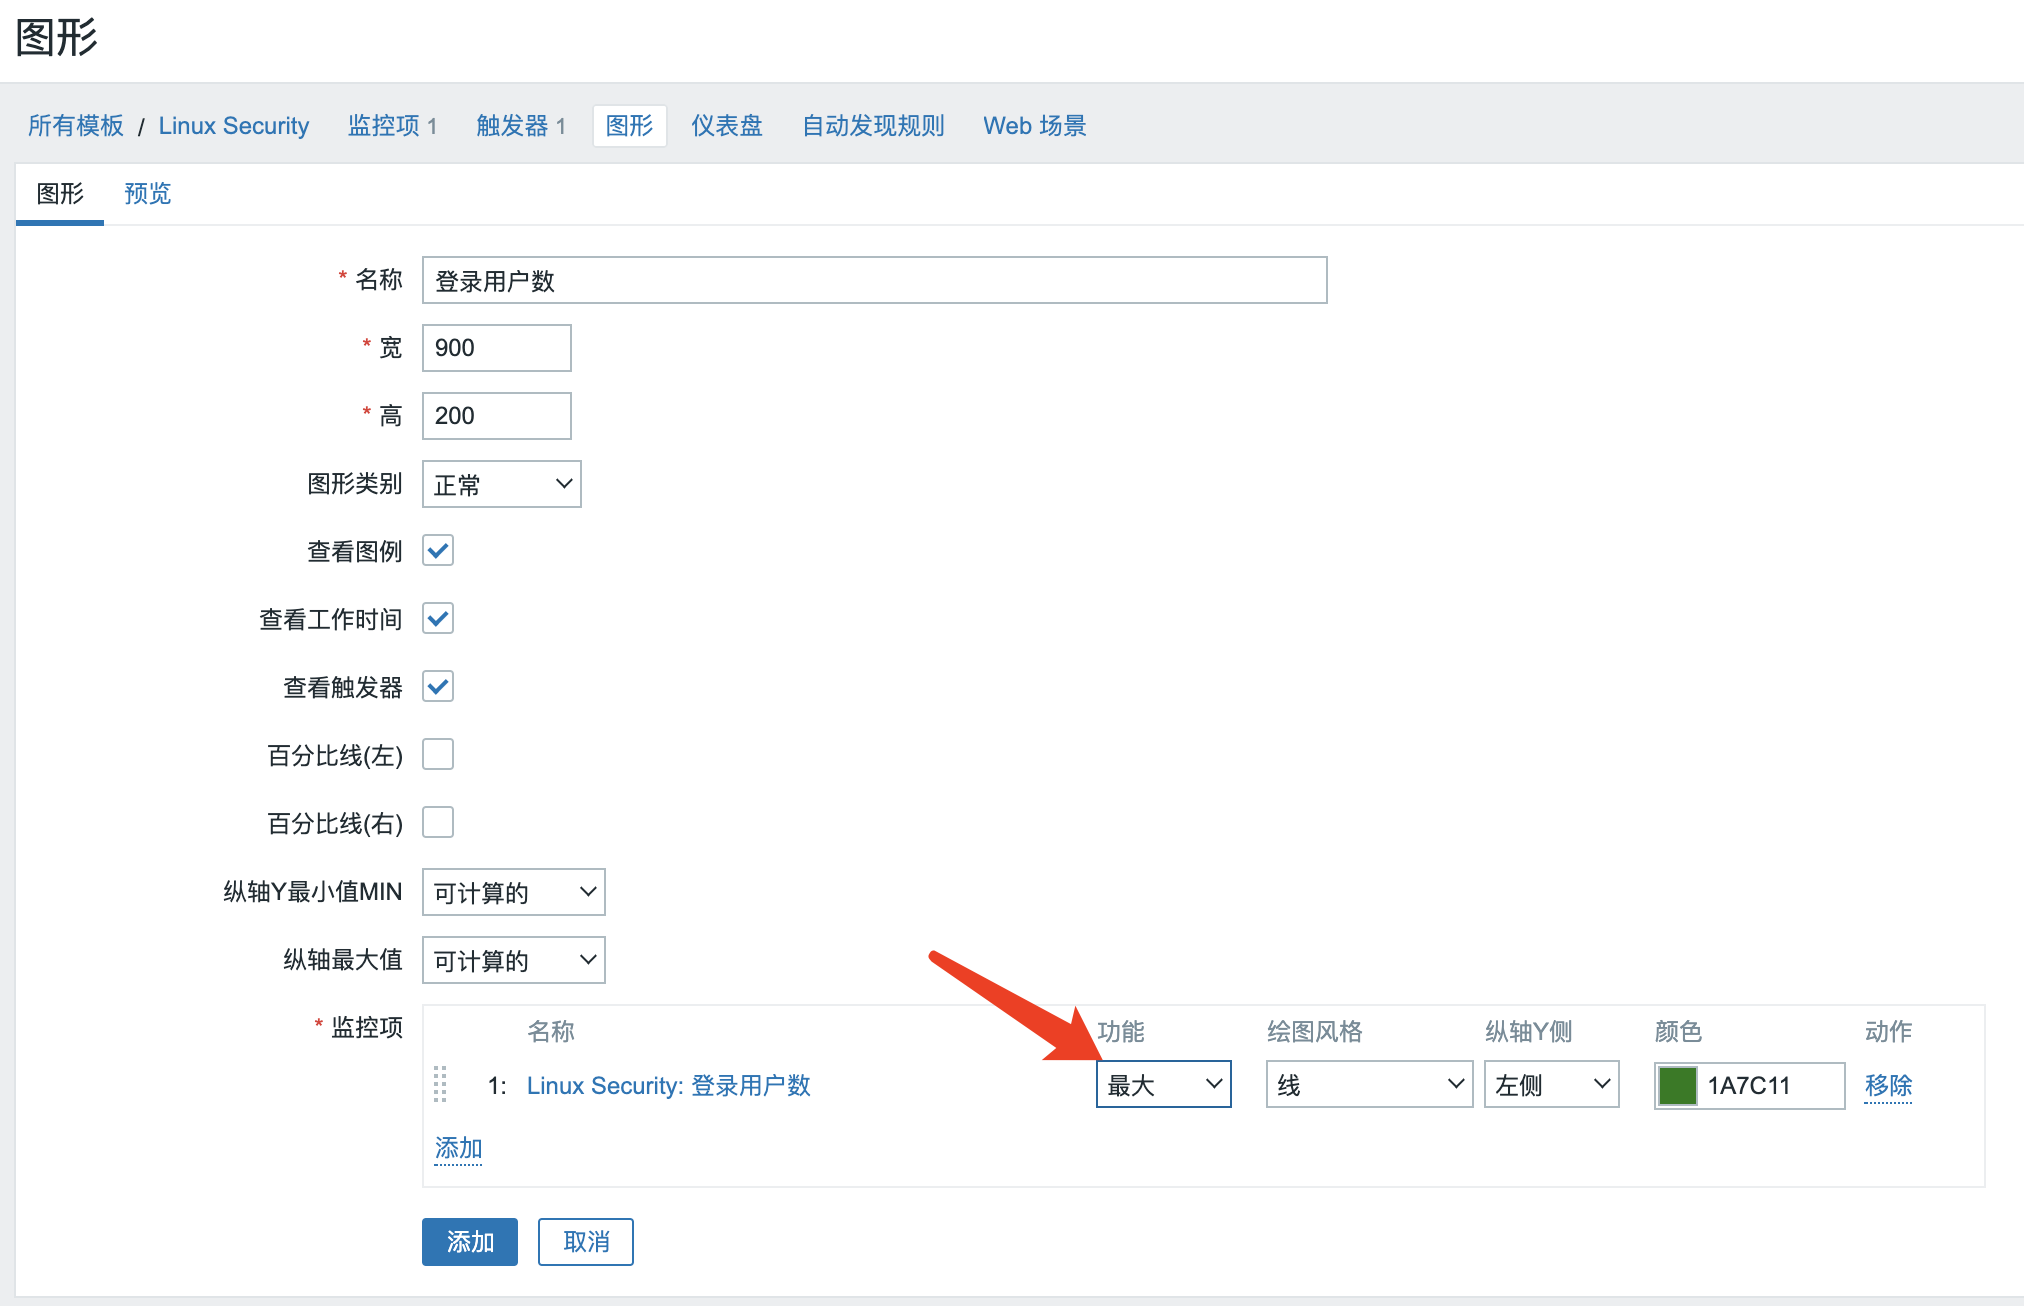 图形
所有模板 / Linux Security 监控项 1 触发器 1 图形 仪表盘 自动发现规则 Web 场景
图形 预览
* 名称 登录用户数
* 宽 900
* 高 200
图形类别 正常
查看图例
查看工作时间
查看触发器
百分比线(左)
百分比线(右)
纵轴Y最小值MIN 可计算的
纵轴最大值 可计算的
* 监控项 名称 功能 绘图风格 纵轴Y侧 颜色 动作
1: Linux Security: 登录用户数 最大 线 左侧 1A7C11 移除
添加
添加 取消